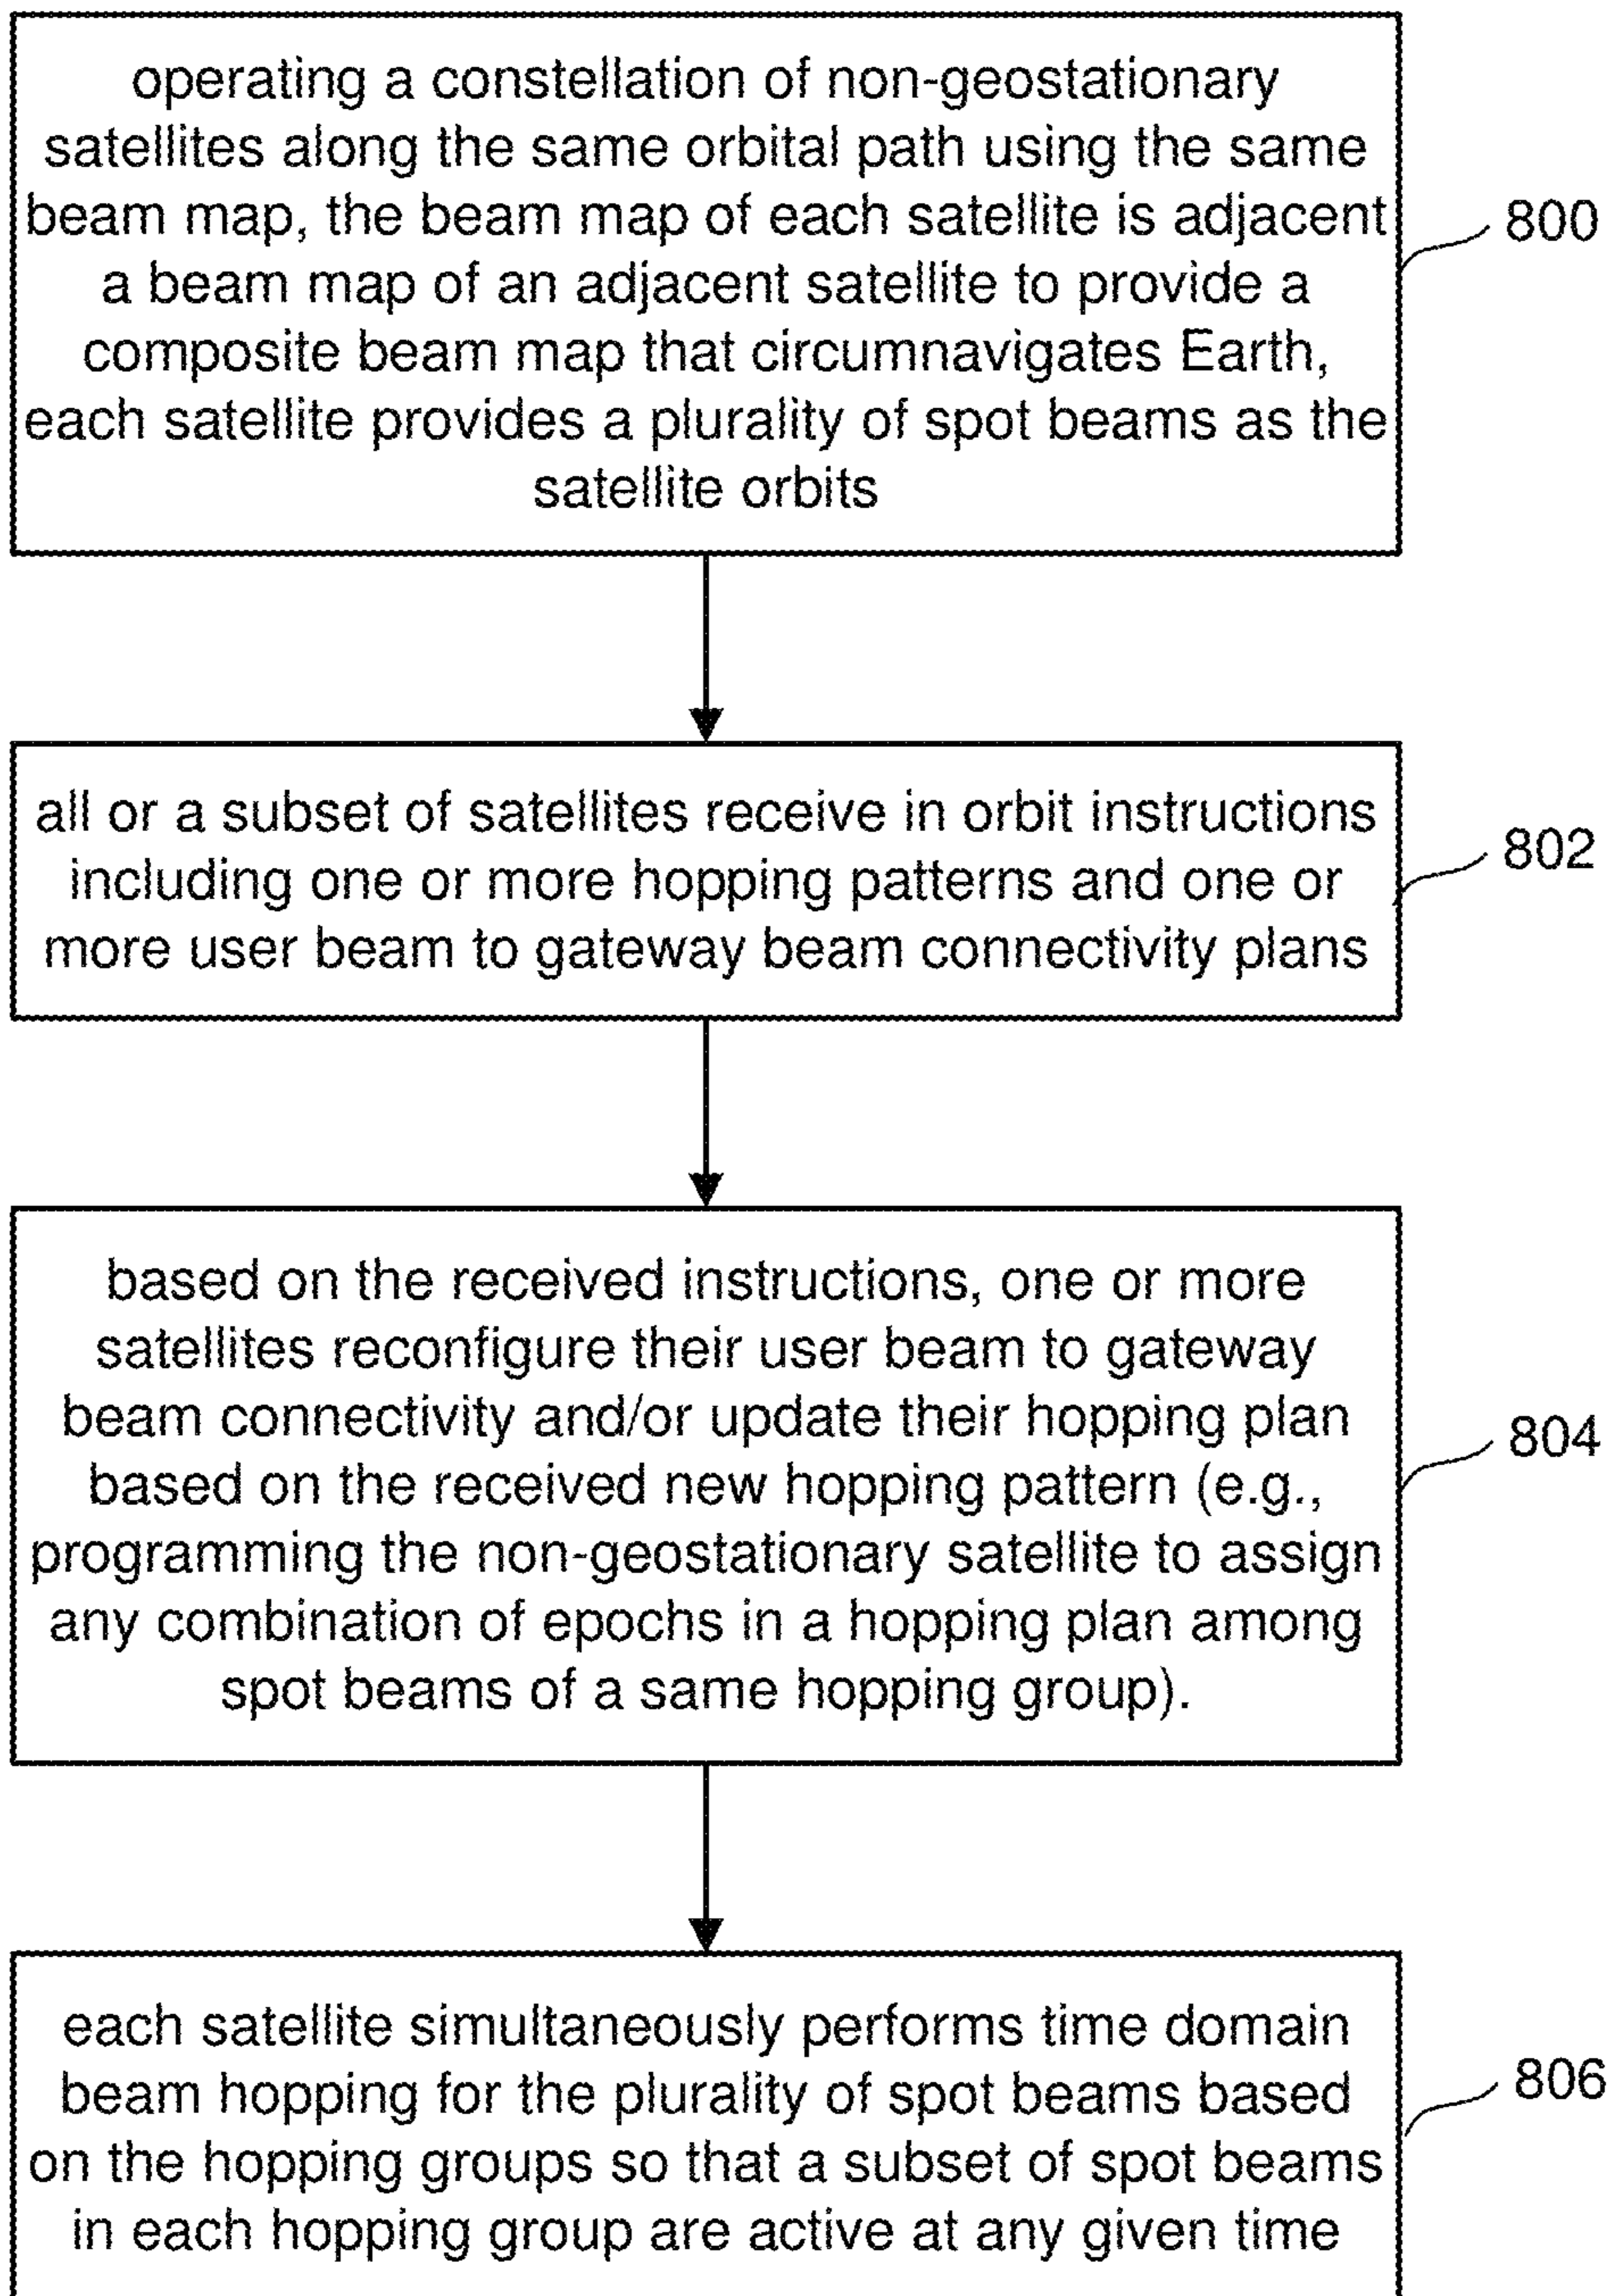 operating a constellation of non-geostationary
satellites along the same orbital path using the same
beam map, the beam map of each satellite is adjacent
a beam map of an adjacent satellite to provide a
composite beam map that circumnavigates Earth,
each satellite provides a plurality of spot beams as the
satellite orbits
800
all or a subset of satellites receive in orbit instructions
including one or more hopping patterns and one or
more user beam to gateway beam connectivity plans
802
based on the received instructions, one or more
satellites reconfigure their user beam to gateway
beam connectivity and/or update their hopping plan
based on the received new hopping pattern (e.g.,
programming the non-geostationary satellite to assign
any combination of epochs in a hopping plan among
spot beams of a same hopping group).
804
each satellite simultaneously performs time domain
beam hopping for the plurality of spot beams based
on the hopping groups so that a subset of spot beams
in each hopping group are active at any given time
806